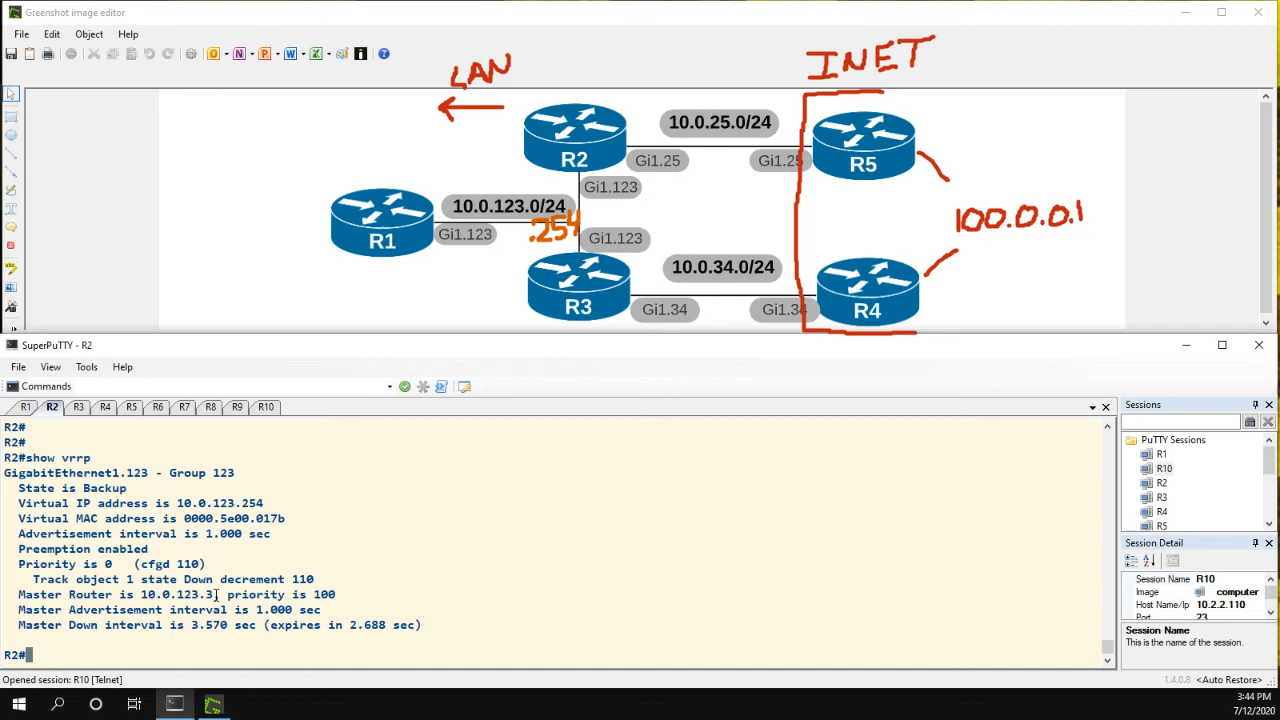 Greenshot image editor
File Edit Object Help
LAN
INET
R2
10.0.25.0/24
Gi1.25
Gi1.25
R5
Gi1.123
R1
10.0.123.0/24
Gi1.123
.254
Gi1.123
100.0.0.1
R3
10.0.34.0/24
Gi1.34
Gi1.34
R4
SuperPuTTY - R2
File View Tools Help
Commands
R1 R2 R3 R4 R5 R6 R7 R8 R9 R10
R2#
R2#
R2#show vrrp
GigabitEthernet1.123 - Group 123
State is Backup
Virtual IP address is 10.0.123.254
Virtual MAC address is 0000.5e00.017b
Advertisement interval is 1.000 sec
Preemption enabled
Priority is 0 (cfgd 110)
Track object 1 state Down decrement 110
Master Router is 10.0.123.3, priority is 100
Master Advertisement interval is 1.000 sec
Master Down interval is 3.570 sec (expires in 2.688 sec)
R2#
Sessions
PuTTY Sessions
R1
R10
R2
R3
R4
R5
Session Detail
Session Name R10
Image computer
Host Name/Ip 10.2.2.110
Port 23
Session Name
This is the name of the session.
Opened session: R10 [Telnet]
1.4.0.8 <Auto Restore>
3:44 PM
7/12/2020